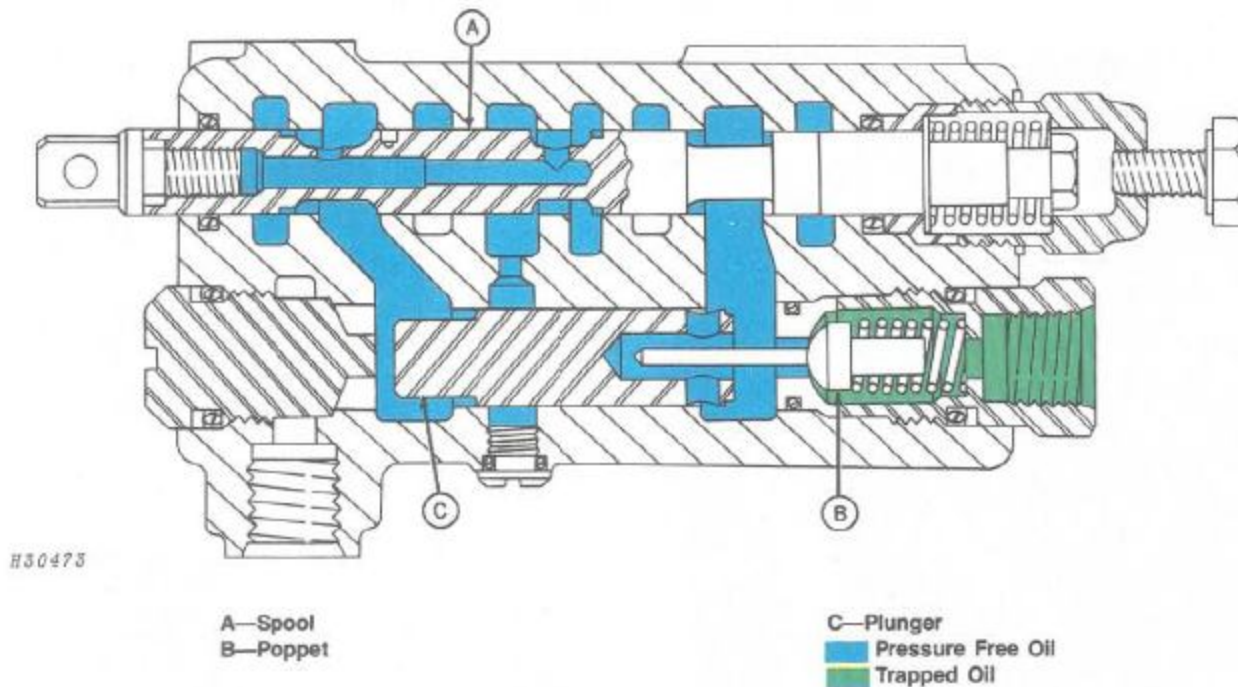 A
C
B
H30473
A—Spool
B—Poppet
C—Plunger
Pressure Free Oil
Trapped Oil